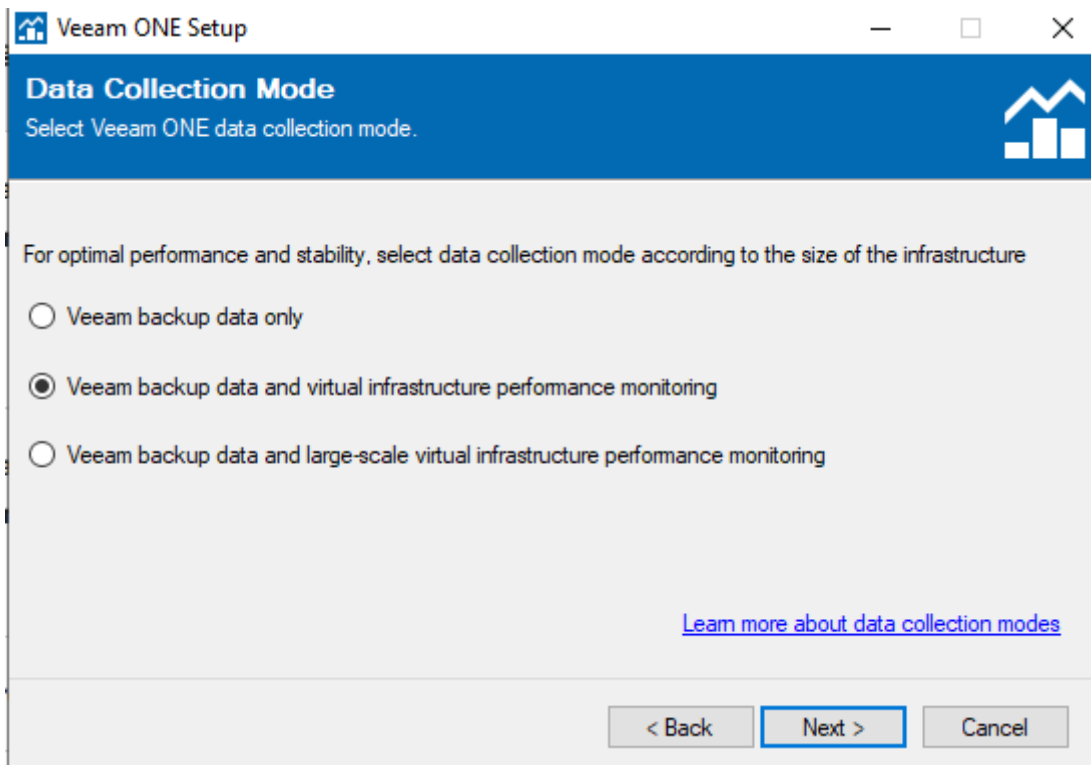 Veeam ONE Setup
Data Collection Mode
Select Veeam ONE data collection mode.
For optimal performance and stability, select data collection mode according to the size of the infrastructure
Veeam backup data only
Veeam backup data and virtual infrastructure performance monitoring
Veeam backup data and large-scale virtual infrastructure performance monitoring
Learn more about data collection modes
< Back Next > Cancel